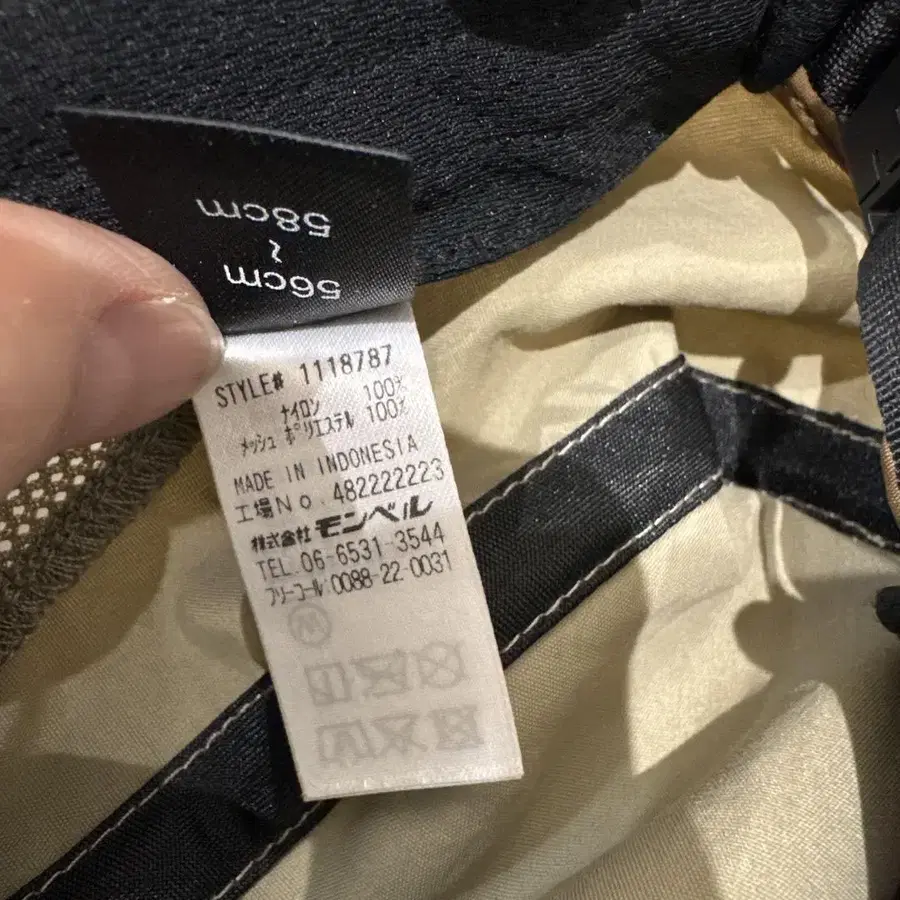 56cm
~
58cm
STYLE# 1118787
ナイロン 100%
メッシュ ポリエステル 100%
MADE IN INDONESIA
工場No. 482222223
株式会社 モンベル
TEL.06-6531-3544
フリーコール.0088-22-0031
W